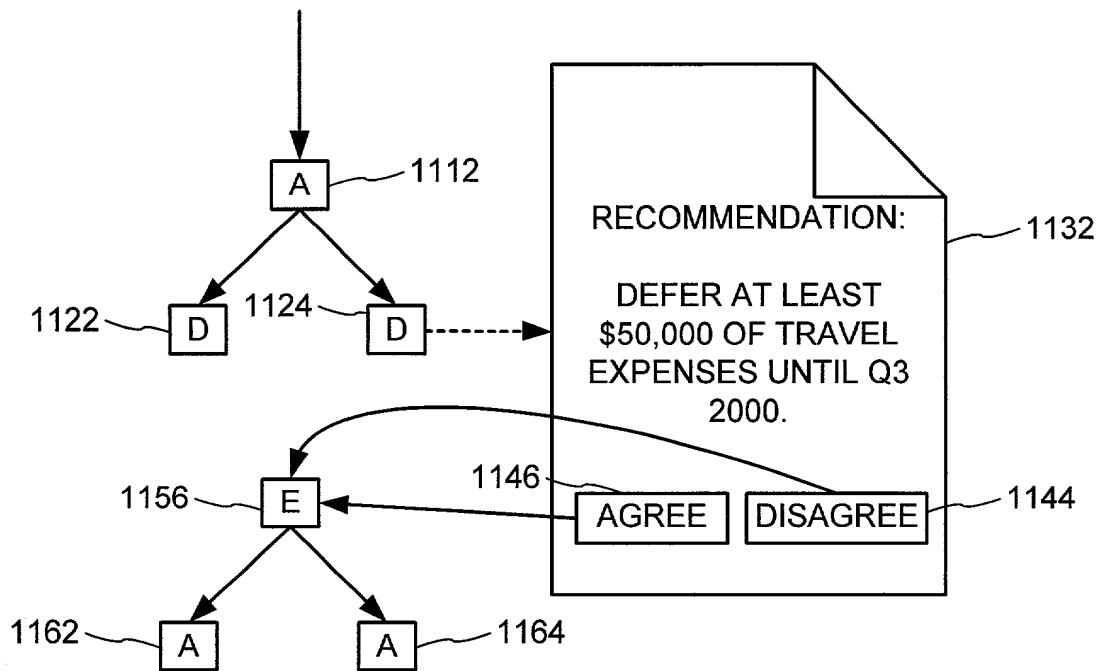 A
1112
RECOMMENDATION:
1132
1122
D
1124
D
DEFER AT LEAST
$50,000 OF TRAVEL
EXPENSES UNTIL Q3
2000.
1156
E
1146
AGREE
DISAGREE
1144
1162
A
A
1164